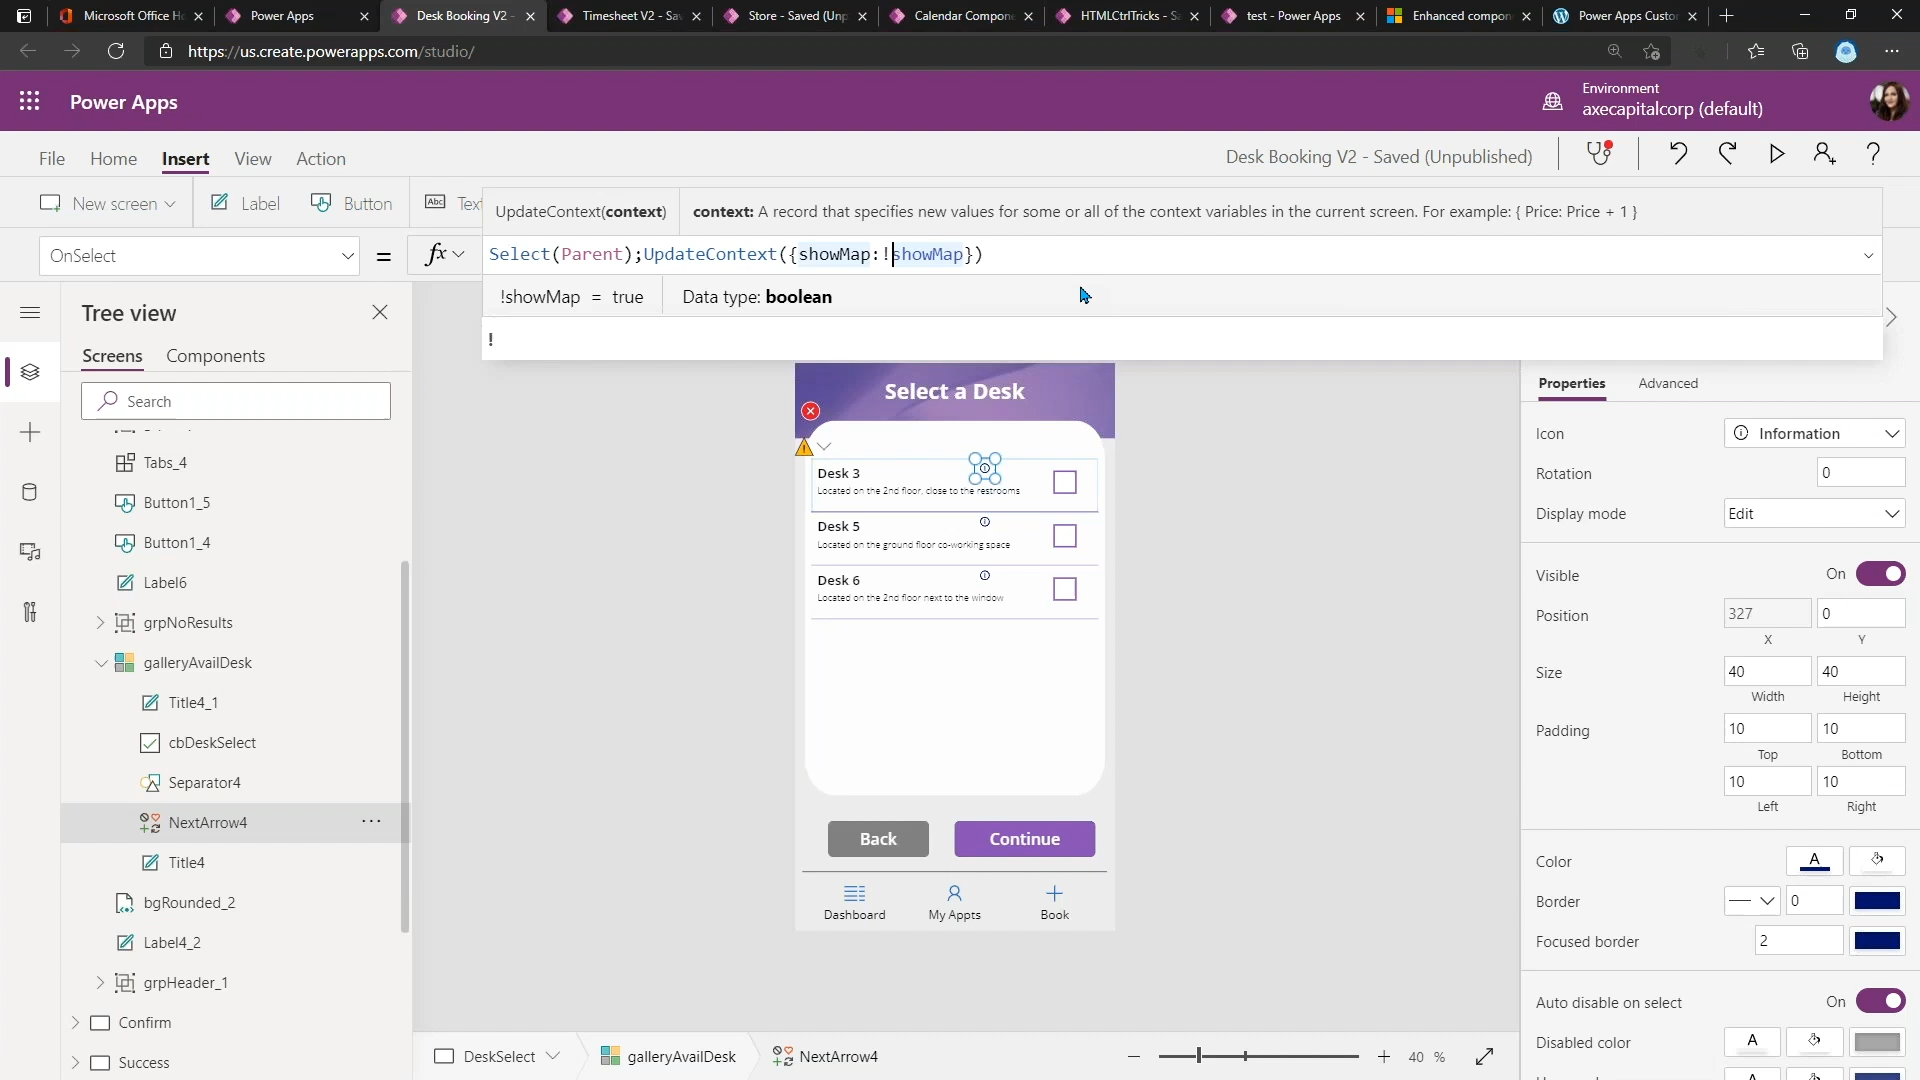 Microsoft Office H
Power Apps
Desk Booking V2 -
Timesheet V2 - Sav
Store - Saved (Unp
Calendar Compone
HTMLCtrlTricks - S
test - Power Apps
Enhanced compon
Power Apps Custo
https://us.create.powerapps.com/studio/
Power Apps
Environment
axecapitalcorp (default)
File
Home
Insert
View
Action
Desk Booking V2 - Saved (Unpublished)
New screen
Label
Button
Abc
Text
UpdateContext(context)
context: A record that specifies new values for some or all of the context variables in the current screen. For example: { Price: Price + 1 }
OnSelect
=
fx
Select(Parent);UpdateContext({showMap:!showMap})
!showMap = true
Data type: boolean
!
Tree view
Screens
Components
Search
Tabs_4
Button1_5
Button1_4
Label6
grpNoResults
galleryAvailDesk
Title4_1
cbDeskSelect
Separator4
NextArrow4
...
Title4
bgRounded_2
Label4_2
grpHeader_1
Confirm
Success
Select a Desk
Desk 3
Located on the 2nd floor, close to the restrooms
Desk 5
Located on the ground floor co-working space
Desk 6
Located on the 2nd floor next to the window
Back
Continue
Dashboard
My Appts
Book
DeskSelect
galleryAvailDesk
NextArrow4
40 %
Properties
Advanced
Icon
Information
Rotation
0
Display mode
Edit
Visible
On
Position
327
0
X
Y
Size
40
40
Width
Height
Padding
10
10
Top
Bottom
10
10
Left
Right
Color
A
Border
0
Focused border
2
Auto disable on select
On
Disabled color
A